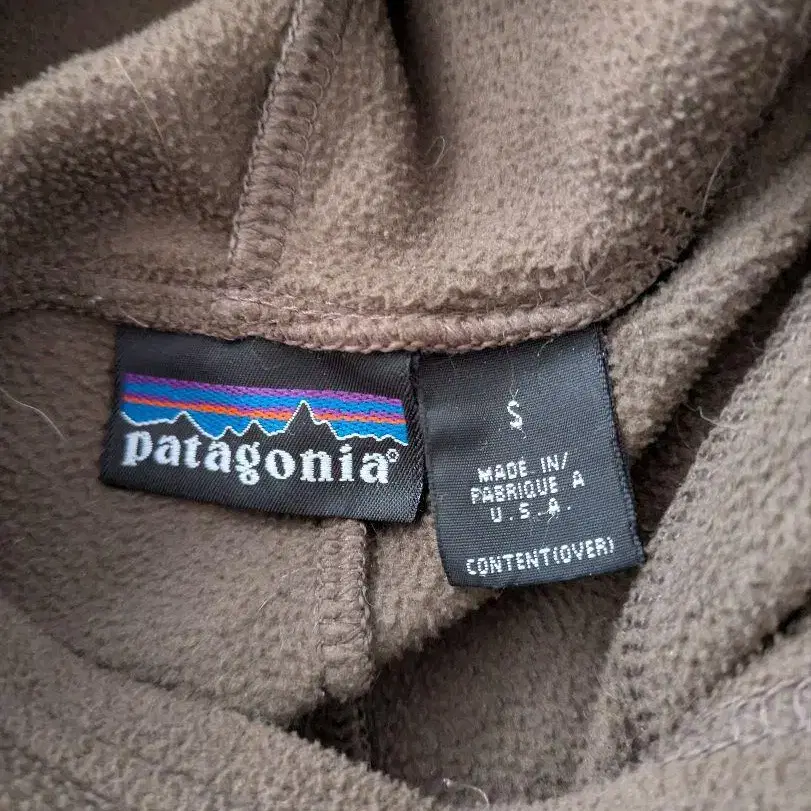 patagonia®
S
MADE IN/
FABRIQUE A
U.S.A.
CONTENT(OVER)